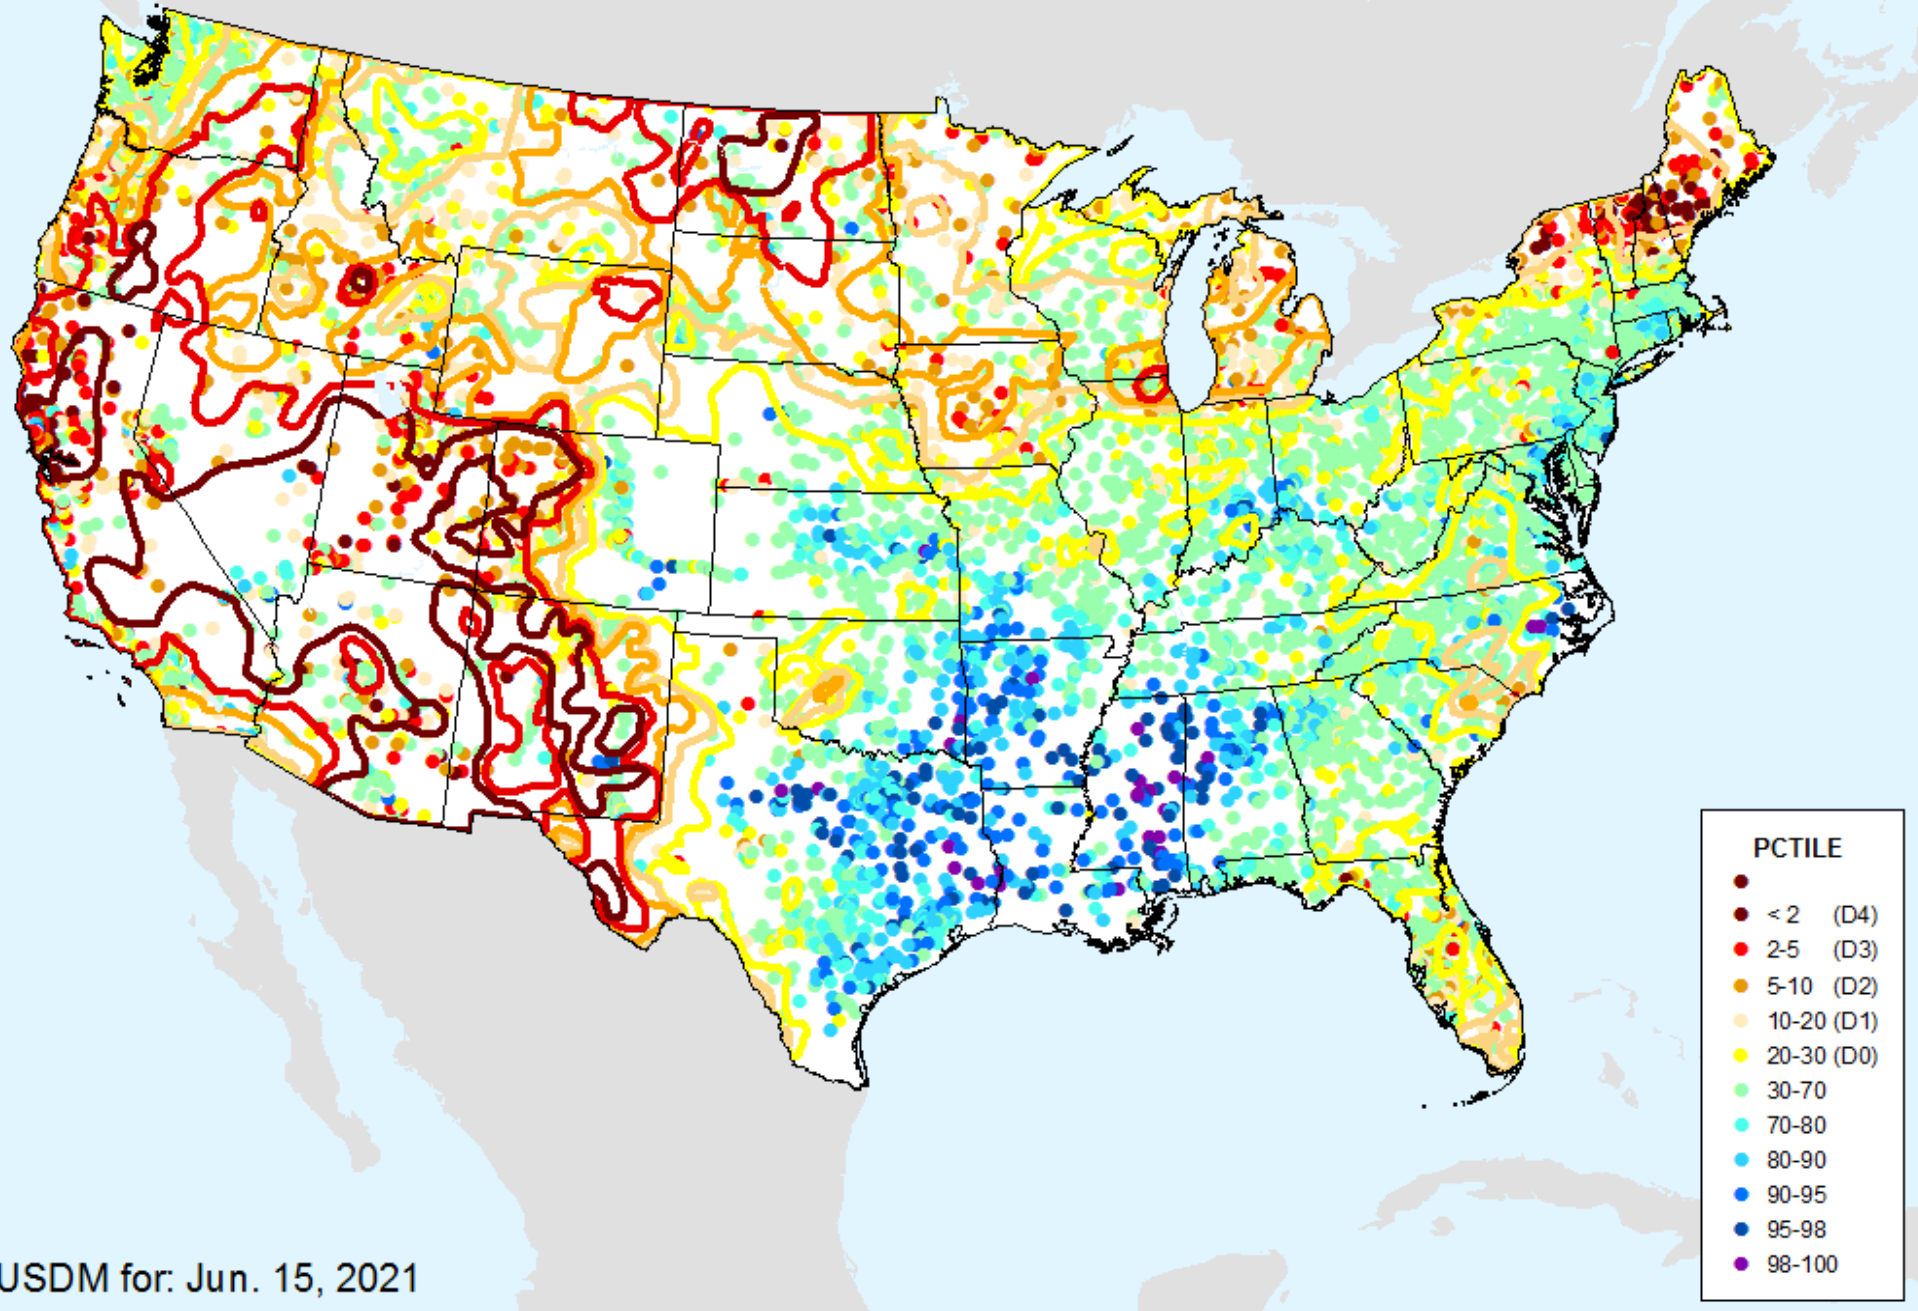 PCTILE
< 2 (D4)
2-5 (D3)
5-10 (D2)
10-20 (D1)
20-30 (D0)
30-70
70-80
80-90
90-95
95-98
98-100
USDM for: Jun. 15, 2021